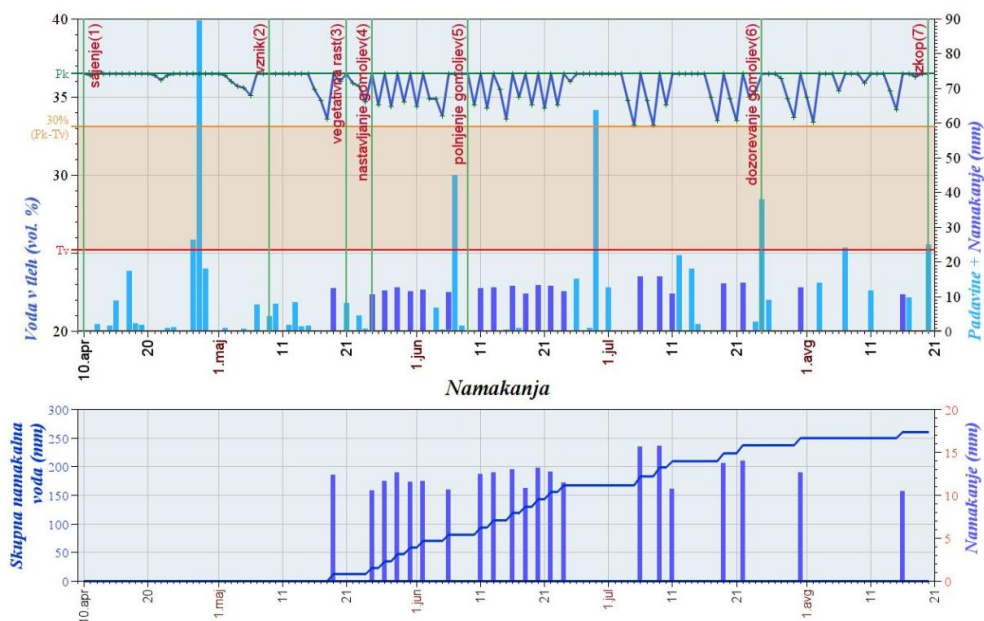 40
Pk
35
30%
(Pk-Tv)
30
Tv
20
Voda v tleh (vol. %)
sajenje(1)
vznik(2)
vegetativna rast(3)
nastavljanje gomoljev(4)
polnjenje gomoljev(5)
dozorevanje gomoljev(6)
izkop(7)
90
80
70
60
50
40
30
20
10
0
Padavine + Namakanje (mm)
10.apr
20
1.maj
11
21
1.jun
11
21
1.jul
11
21
1.avg
11
21
Namakanja
300
250
200
150
100
50
0
Skupna namakalna
voda (mm)
20
15
10
5
0
Namakanje (mm)
10.apr
20
1.maj
11
21
1.jun
11
21
1.jul
11
21
1.avg
11
21